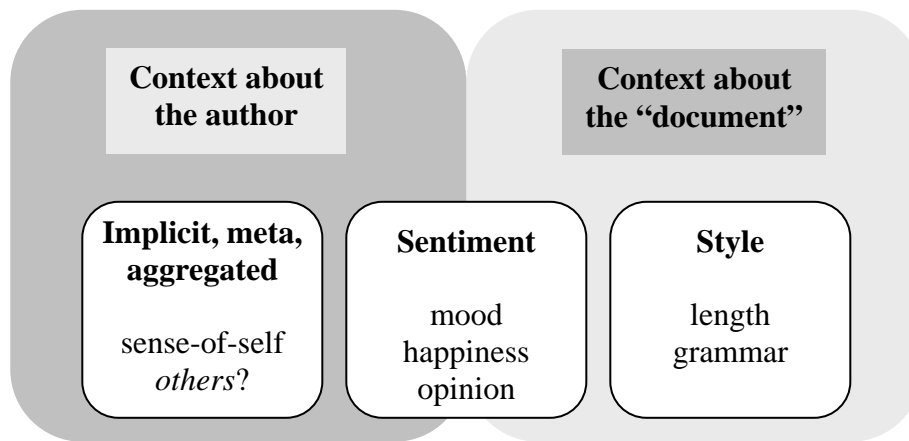 Context about
the author
Context about
the “document”
Implicit, meta,
aggregated
sense-of-self
others?
Sentiment
mood
happiness
opinion
Style
length
grammar